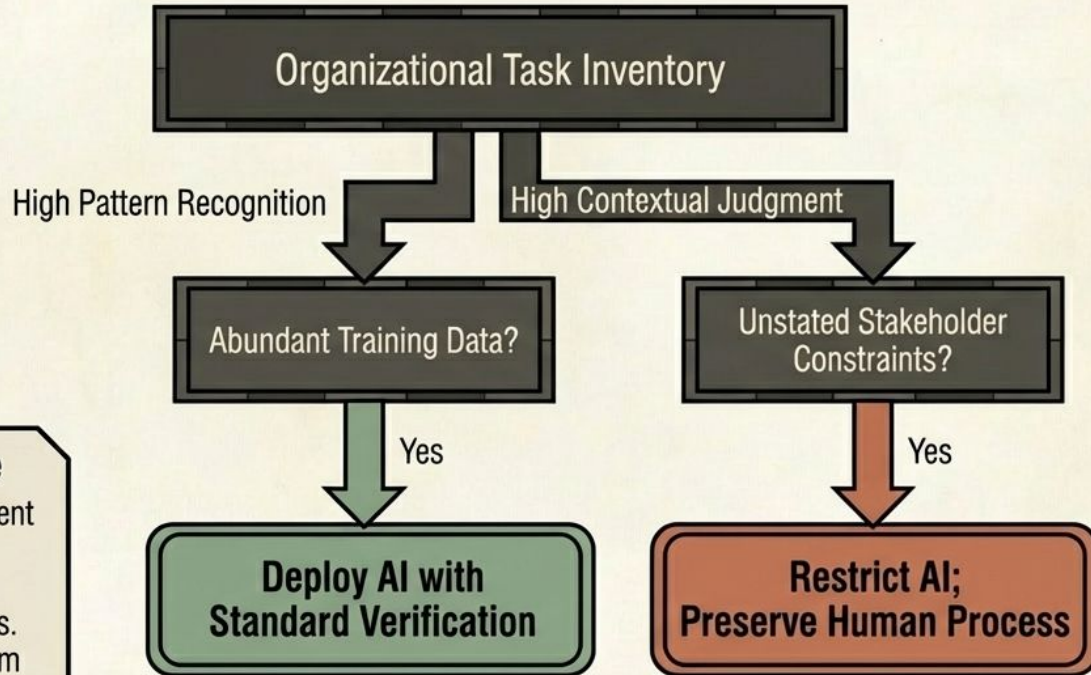 Organizational Task Inventory
High Pattern Recognition
High Contextual Judgment
Abundant Training Data?
Unstated Stakeholder
Constraints?
Yes
Yes
Deploy AI with
Standard Verification
Restrict AI;
Preserve Human Process